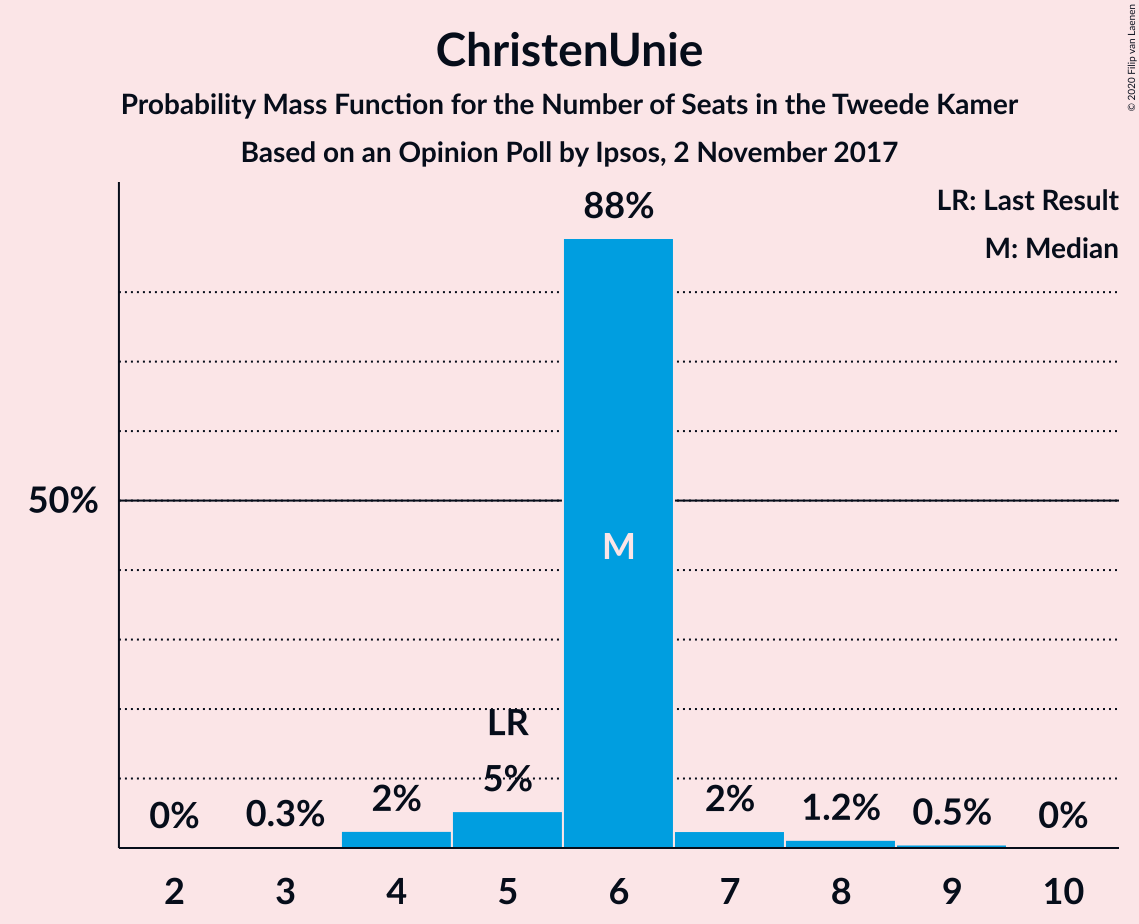 ChristenUnie
Probability Mass Function for the Number of Seats in the Tweede Kamer
Based on an Opinion Poll by Ipsos, 2 November 2017
© 2020 Filip van Laenen
LR: Last Result
M: Median
88%
50%
M
LR
0% 0.3% 2% 5% 2% 1.2% 0.5% 0%
2 3 4 5 6 7 8 9 10